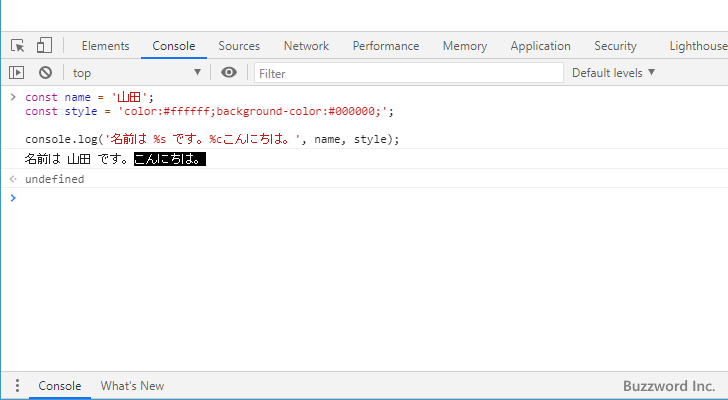 Elements Console Sources Network Performance Memory Application Security Lighthouse
top Filter Default levels
const name = '山田';
const style = 'color:#ffffff;background-color:#000000;';
console.log('名前は %s です。%cこんにちは。', name, style);
名前は 山田 です。こんにちは。
undefined
Console What's New
Buzzword Inc.